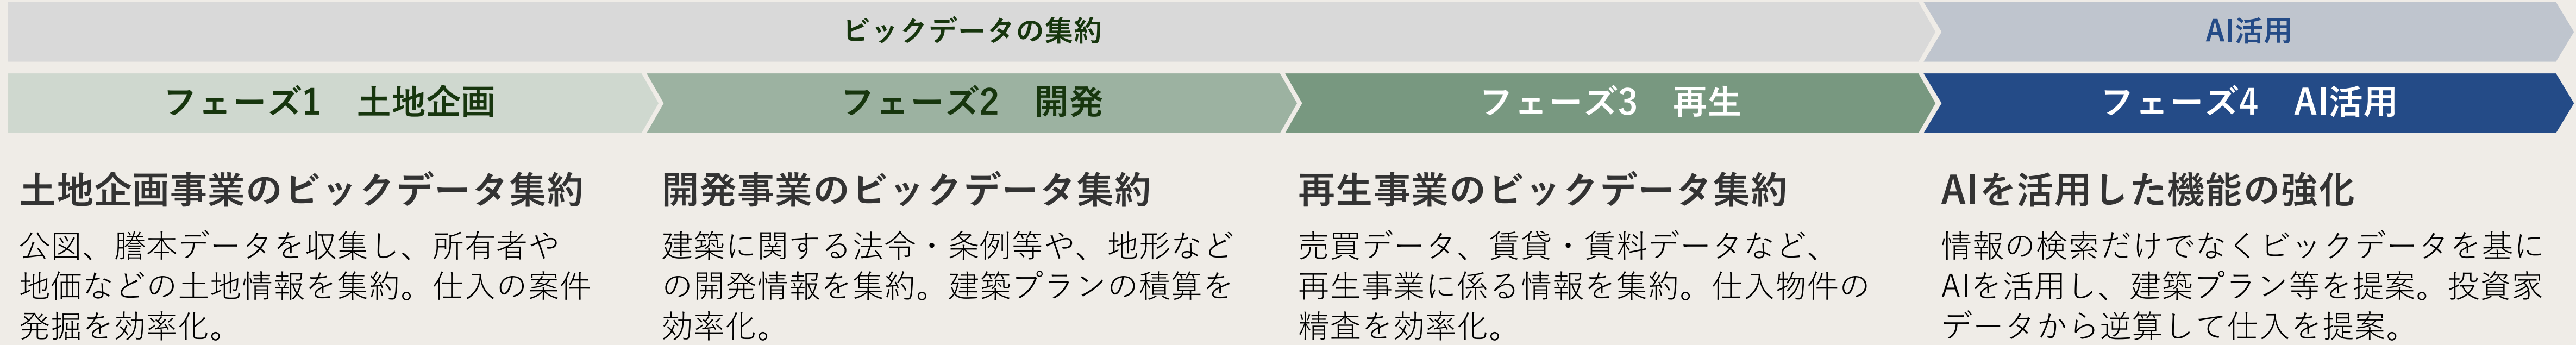 ビックデータの集約
AI活用
フェーズ1　土地企画
フェーズ2　開発
フェーズ3　再生
フェーズ4　AI活用
土地企画事業のビックデータ集約
公図、謄本データを収集し、所有者や
地価などの土地情報を集約。仕入の案件
発掘を効率化。
開発事業のビックデータ集約
建築に関する法令・条例等や、地形など
の開発情報を集約。建築プランの積算を
効率化。
再生事業のビックデータ集約
売買データ、賃貸・賃料データなど、
再生事業に係る情報を集約。仕入物件の
精査を効率化。
AIを活用した機能の強化
情報の検索だけでなくビックデータを基に
AIを活用し、建築プラン等を提案。投資家
データから逆算して仕入を提案。